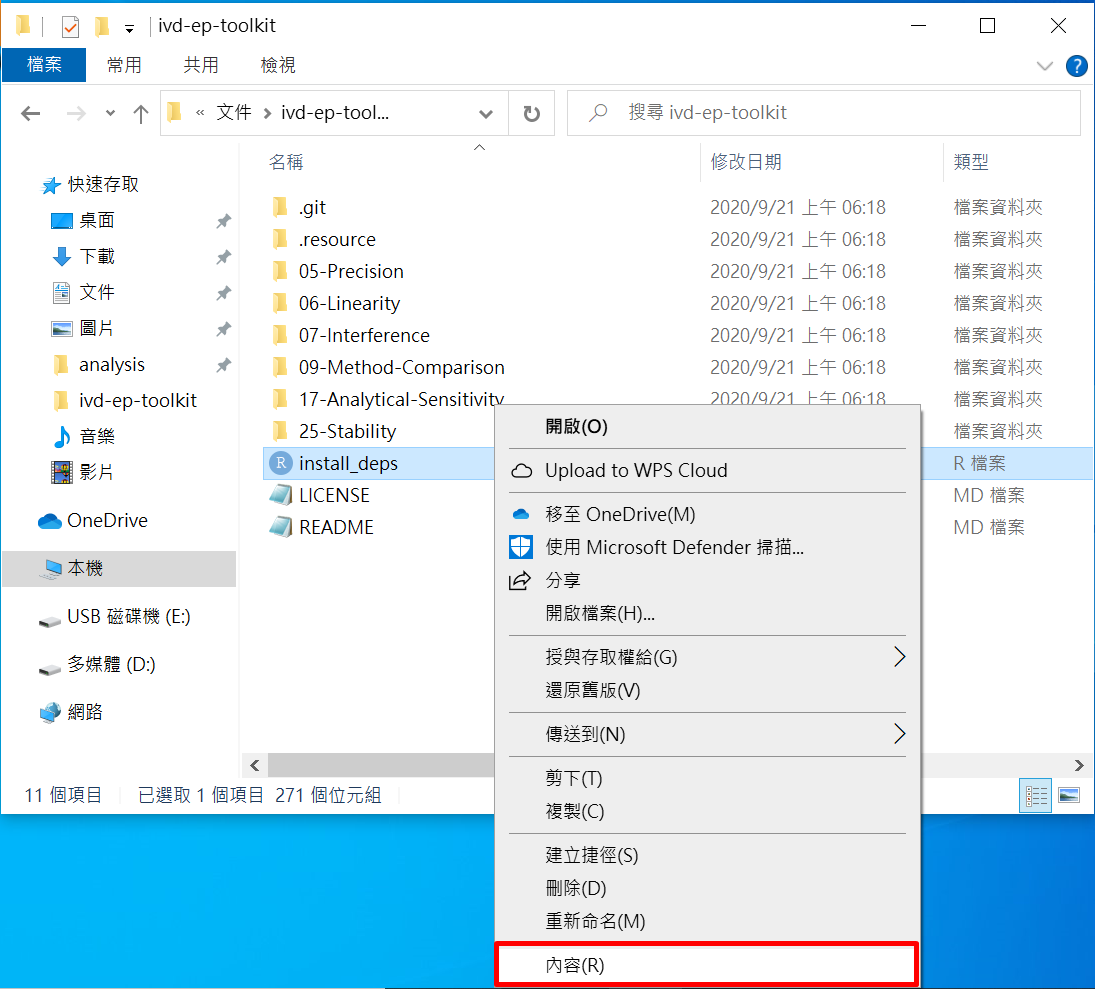 ivd-ep-toolkit
檔案 常用 共用 檢視 ?
« 文件 > ivd-ep-tool... 搜尋 ivd-ep-toolkit
名稱 修改日期 類型
快速存取
桌面
下載
文件
圖片
analysis
ivd-ep-toolkit
音樂
影片
OneDrive
本機
USB 磁碟機 (E:)
多媒體 (D:)
網路
.git 2020/9/21 上午 06:18 檔案資料夾
.resource 2020/9/21 上午 06:18 檔案資料夾
05-Precision 2020/9/21 上午 06:18 檔案資料夾
06-Linearity 2020/9/21 上午 06:18 檔案資料夾
07-Interference 2020/9/21 上午 06:18 檔案資料夾
09-Method-Comparison 2020/9/21 上午 06:18 檔案資料夾
17-Analytical-Sensitivity 2020/9/21 上午 06:18 檔案資料夾
25-Stability 檔案資料夾
R install_deps R 檔案
LICENSE MD 檔案
README MD 檔案
開啟(O)
Upload to WPS Cloud
移至 OneDrive(M)
使用 Microsoft Defender 掃描...
分享
開啟檔案(H)...
授與存取權給(G)
還原舊版(V)
傳送到(N)
剪下(T)
複製(C)
建立捷徑(S)
刪除(D)
重新命名(M)
內容(R)
11 個項目 已選取 1 個項目 271 個位元組